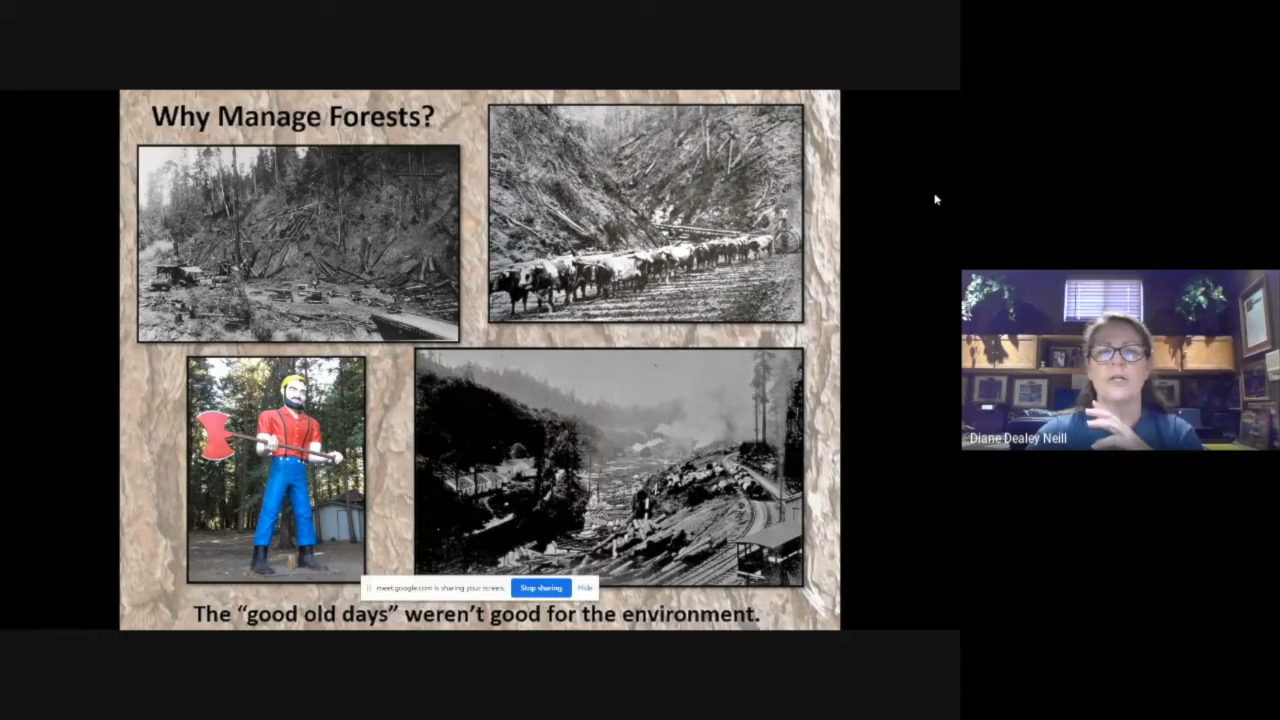 Why Manage Forests?
meet.google.com is sharing your screen.
Stop sharing
Hide
The “good old days” weren’t good for the environment.
Diane Dealey Neill